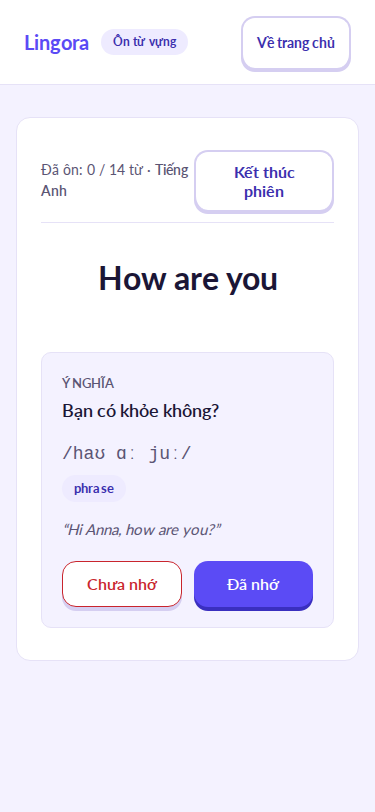 Lingora
Ôn từ vựng
Về trang chủ
Đã ôn: 0 / 14 từ · Tiếng
Anh
Kết thúc
phiên
How are you
Ý NGHĨA
Bạn có khỏe không?
/haʊ ɑː juː/
phrase
“Hi Anna, how are you?”
Chưa nhớ
Đã nhớ